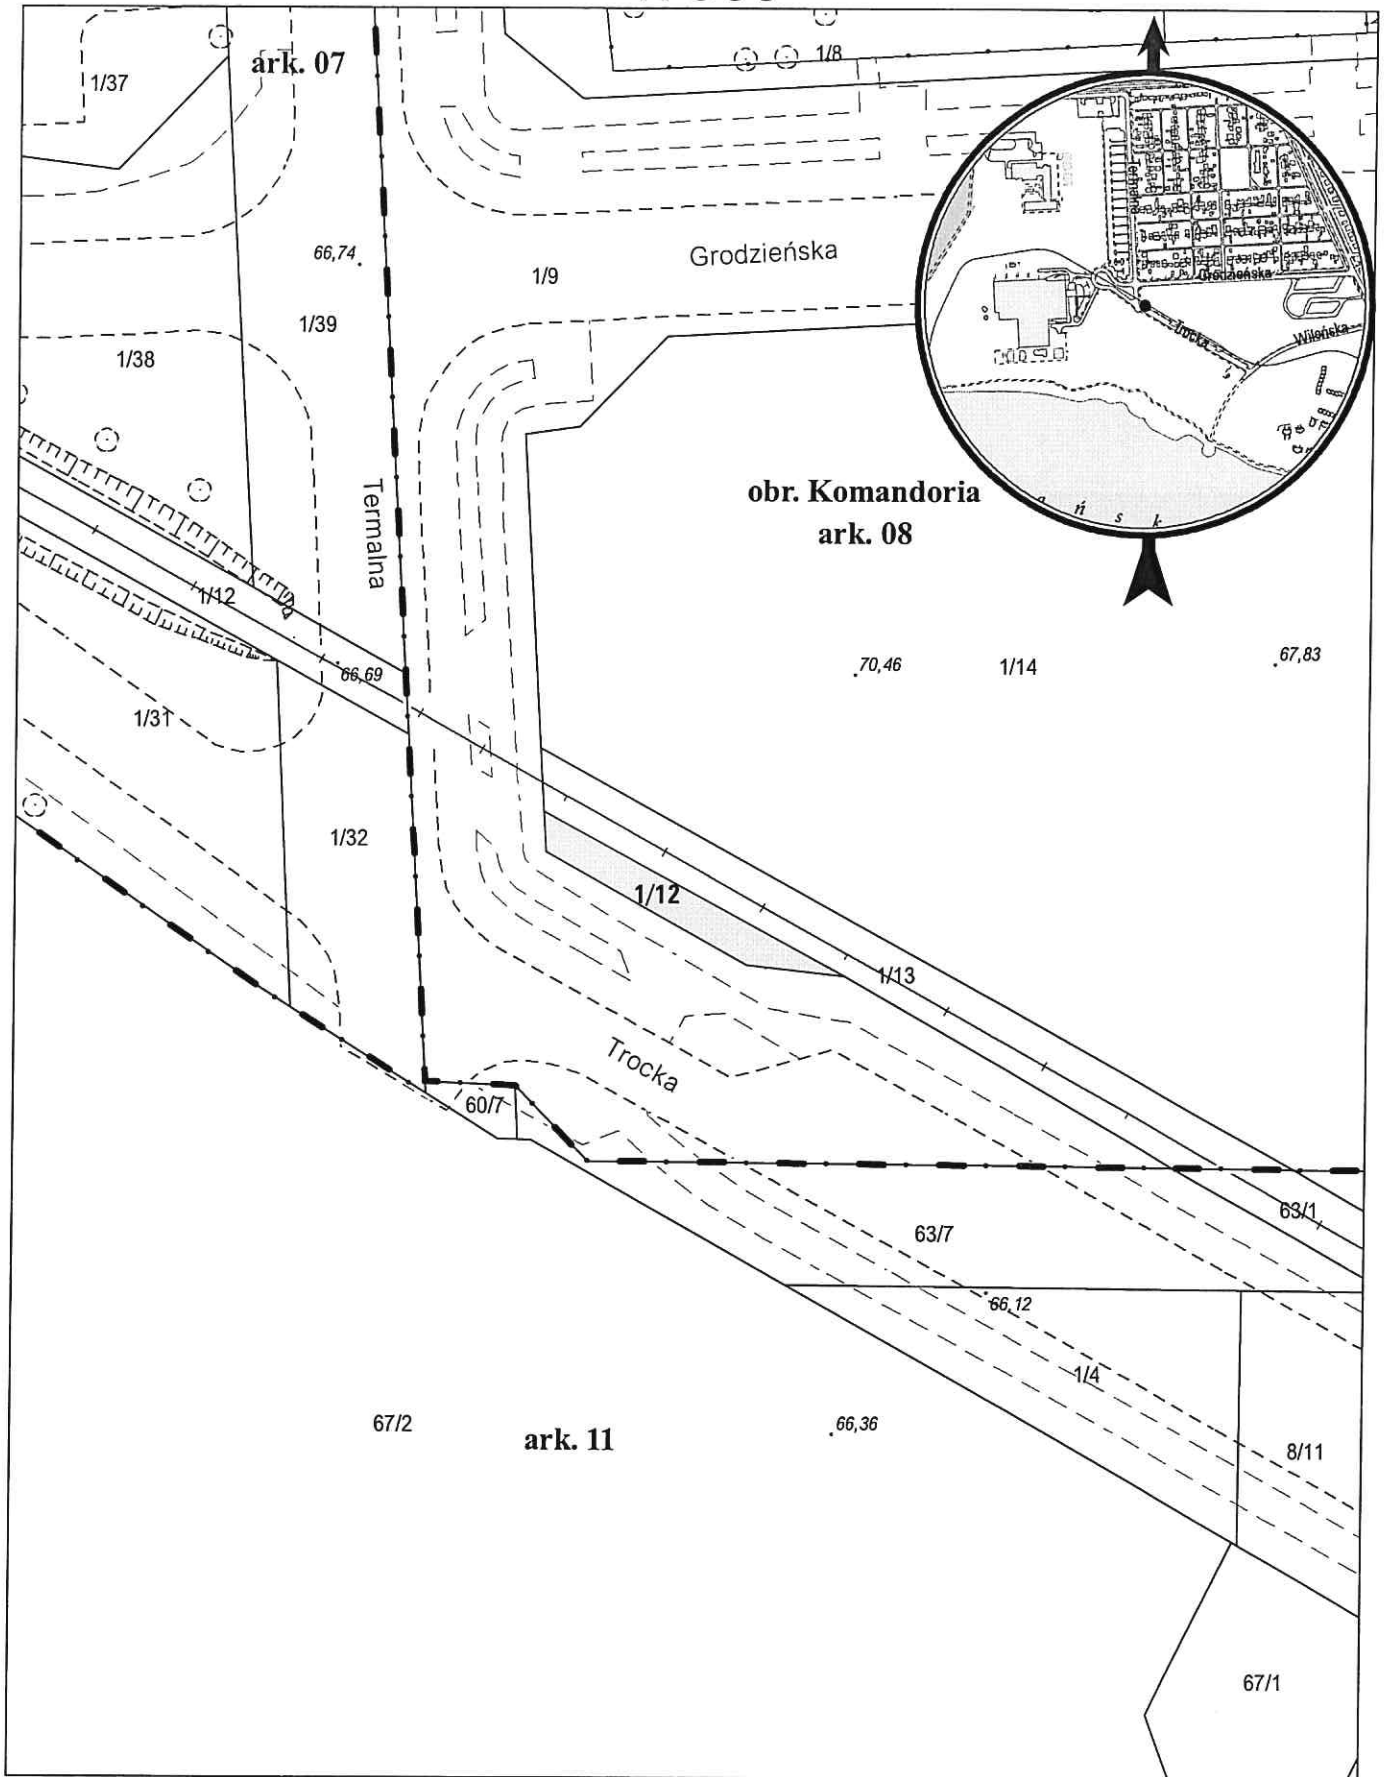 ark. 07
1/8
1/37
Termalna
66,74
1/9
Grodzieńska
Grodzieńska
1/39
1/38
Trocka
Wileńska
Termalna
obr. Komandoria
ń s k
ark. 08
1/12
66,69
70,46
1/14
67,83
1/31
1/32
1/12
1/13
Trocka
60/7
63/1
63/7
66,12
1/4
67/2
ark. 11
66,36
8/11
67/1